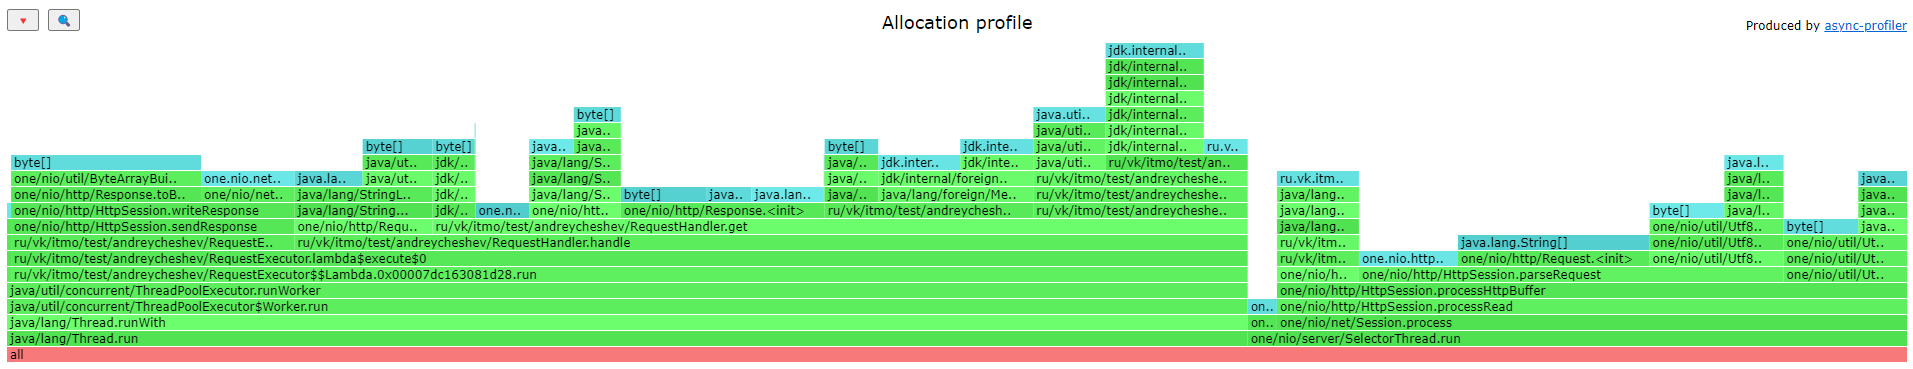 Allocation profile
Produced by async-profiler
jdk.internal..
jdk/internal..
jdk/internal..
jdk/internal..
byte[] java.uti.. jdk/internal..
java.. java/uti.. jdk/internal..
byte[] byte[] java.. java.. byte[] jdk.inte.. java/uti.. jdk/internal.. ru.v..
byte[] java/ut.. jdk/.. java/lang/S.. java/.. jdk.inter.. jdk/inte.. java/uti.. ru/vk/itmo/test/an.. java.l..
one/nio/util/ByteArrayBui.. one.nio.net.. java.la.. java/ut.. jdk/.. java/lang/S.. java/.. jdk/internal/foreign.. ru/vk/itmo/test/andreycheshe.. ru.vk.itm.. java/l.. java..
one/nio/http/Response.toB.. one/nio/net.. java/lang/StringL.. jdk/.. java/lang/S.. byte[] java.. java.lan.. java/.. java/lang/foreign/Me.. ru/vk/itmo/test/andreycheshe.. java/lang.. java/l.. java..
one/nio/http/HttpSession.writeResponse java/lang/String... jdk/.. one.n.. one/nio/htt.. one/nio/http/Response.<init> ru/vk/itmo/test/andreychesh.. ru/vk/itmo/test/andreycheshe.. java/lang.. byte[] java/l.. java..
one/nio/http/HttpSession.sendResponse one/nio/http/Requ.. ru/vk/itmo/test/andreycheshev/RequestHandler.get java/lang.. one/nio/util/Utf8.. byte[] java..
ru/vk/itmo/test/andreycheshev/RequestE.. ru/vk/itmo/test/andreycheshev/RequestHandler.handle ru/vk/itm.. java.lang.String[] one/nio/util/Utf8.. one/nio/util/Ut..
ru/vk/itmo/test/andreycheshev/RequestExecutor.lambda$execute$0 ru/vk/itm.. one.nio.http.. one/nio/http/Request.<init> one/nio/util/Utf8.. one/nio/util/Ut..
ru/vk/itmo/test/andreycheshev/RequestExecutor$$Lambda.0x00007dc163081d28.run one/nio/h.. one/nio/http/HttpSession.parseRequest one/nio/util/Ut..
java/util/concurrent/ThreadPoolExecutor.runWorker one/nio/http/HttpSession.processHttpBuffer
java/util/concurrent/ThreadPoolExecutor$Worker.run on.. one/nio/http/HttpSession.processRead
java/lang/Thread.runWith on.. one/nio/net/Session.process
java/lang/Thread.run one/nio/server/SelectorThread.run
all